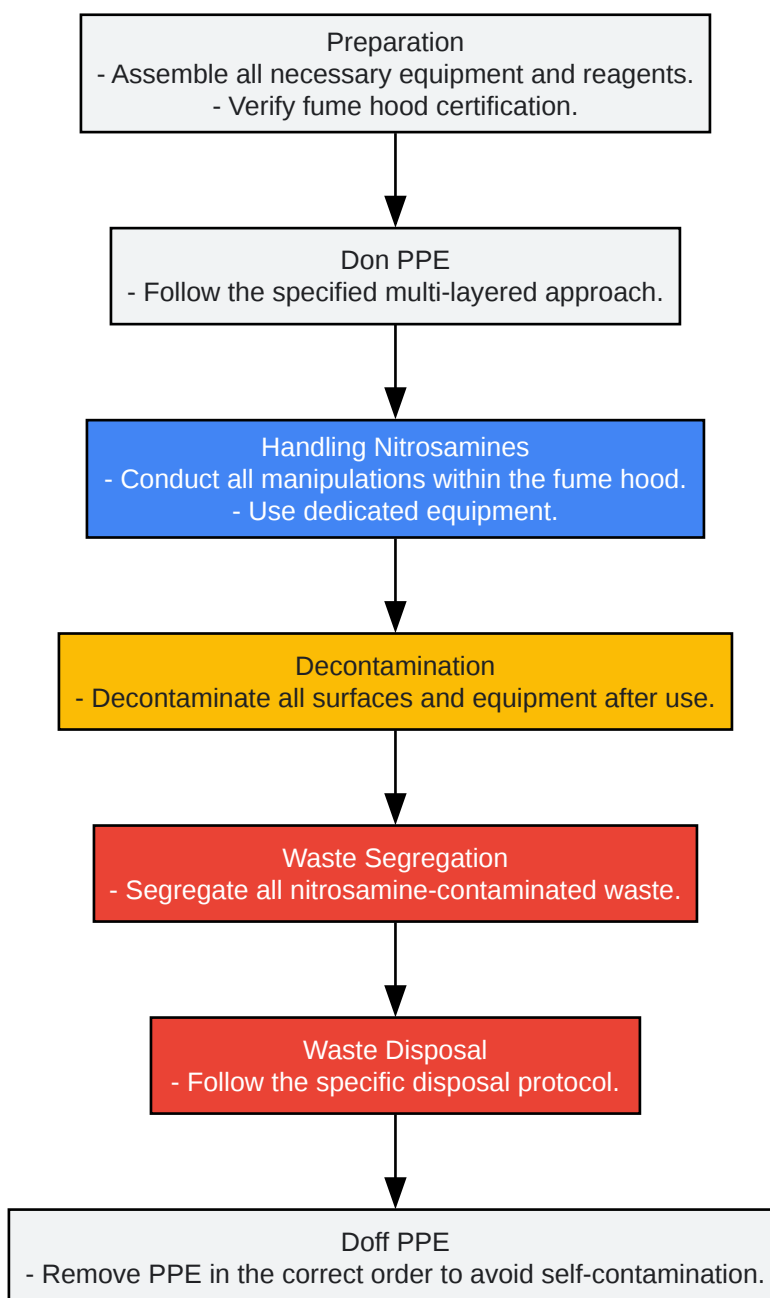 Preparation
- Assemble all necessary equipment and reagents.
- Verify fume hood certification.
Don PPE
- Follow the specified multi-layered approach.
Handling Nitrosamines
- Conduct all manipulations within the fume hood.
- Use dedicated equipment.
Decontamination
- Decontaminate all surfaces and equipment after use.
Waste Segregation
- Segregate all nitrosamine-contaminated waste.
Waste Disposal
- Follow the specific disposal protocol.
Doff PPE
- Remove PPE in the correct order to avoid self-contamination.